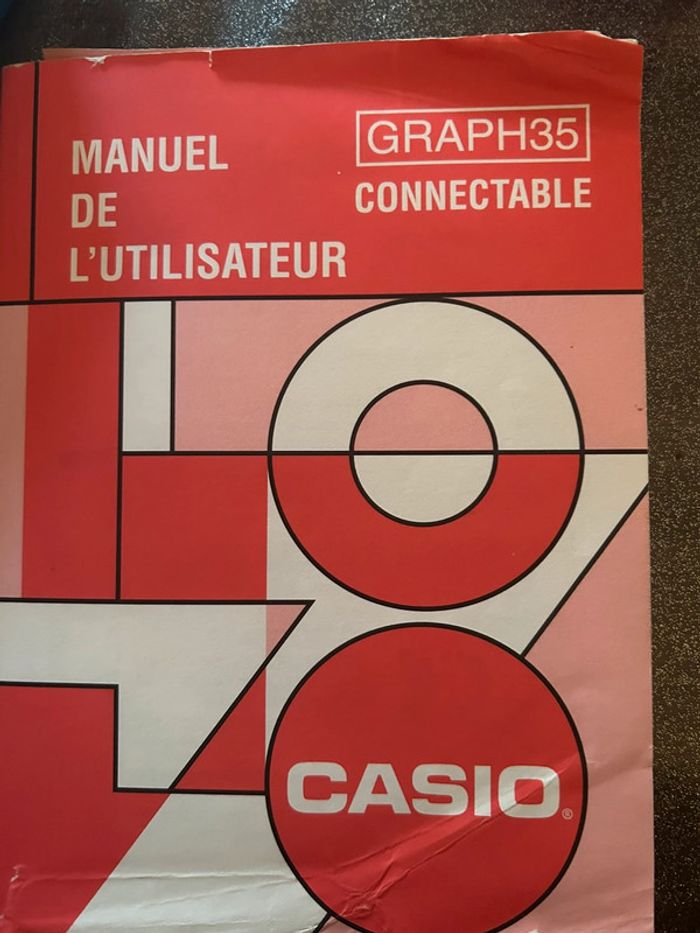 MANUEL
DE
L'UTILISATEUR
GRAPH35
CONNECTABLE
CASIO®